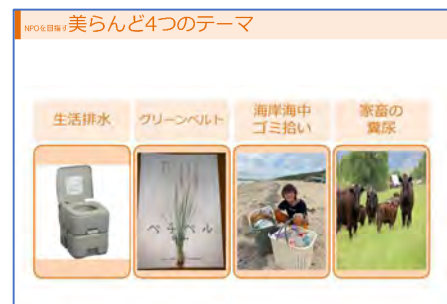 NPOを目指す美らんど4つのテーマ
生活排水
グリーンベルト
海岸海中
ゴミ拾い
家畜の
糞尿
ベチベル